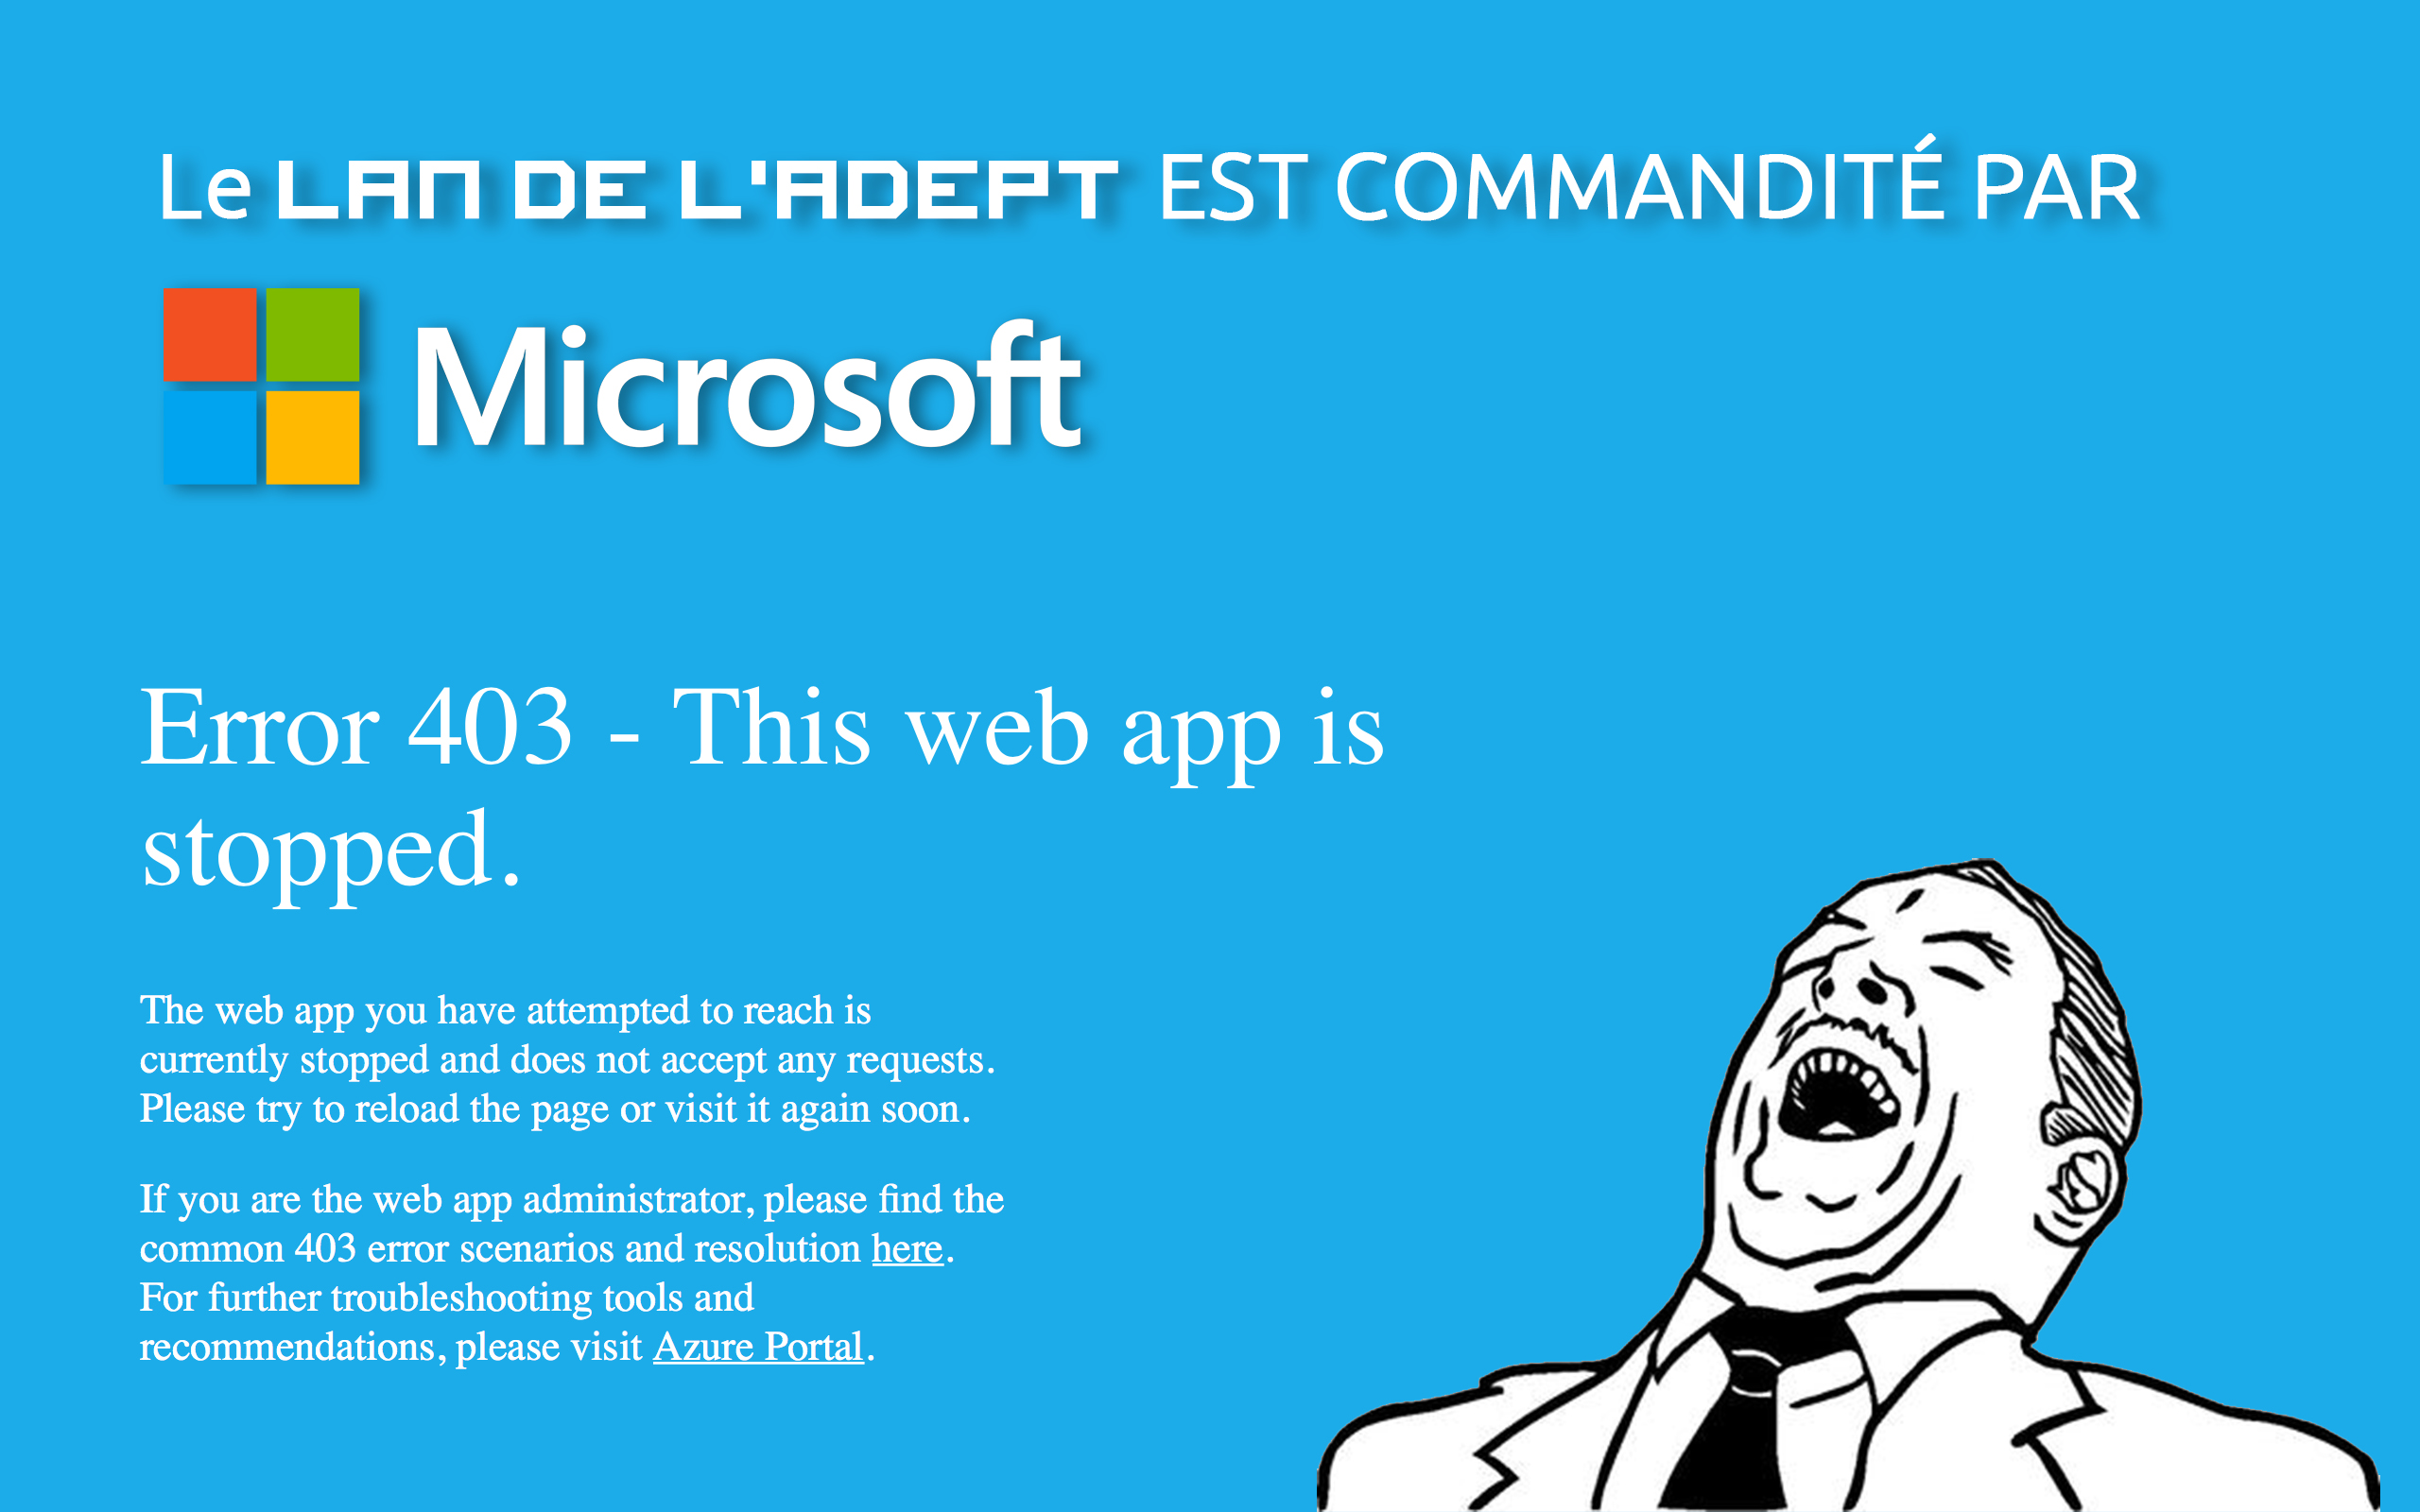 Le LAN DE L'ADEPT EST COMMANDITÉ PAR
Microsoft
Error 403 - This web app is
stopped.
The web app you have attempted to reach is
currently stopped and does not accept any requests.
Please try to reload the page or visit it again soon.
If you are the web app administrator, please find the
common 403 error scenarios and resolution here.
For further troubleshooting tools and
recommendations, please visit Azure Portal.